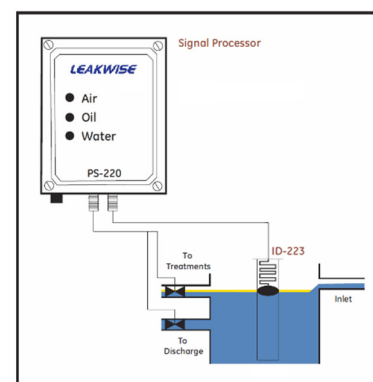 Signal Processor
LEAKWISE
Air
Oil
Water
PS-220
To
Treatments
ID-223
Inlet
To
Discharge